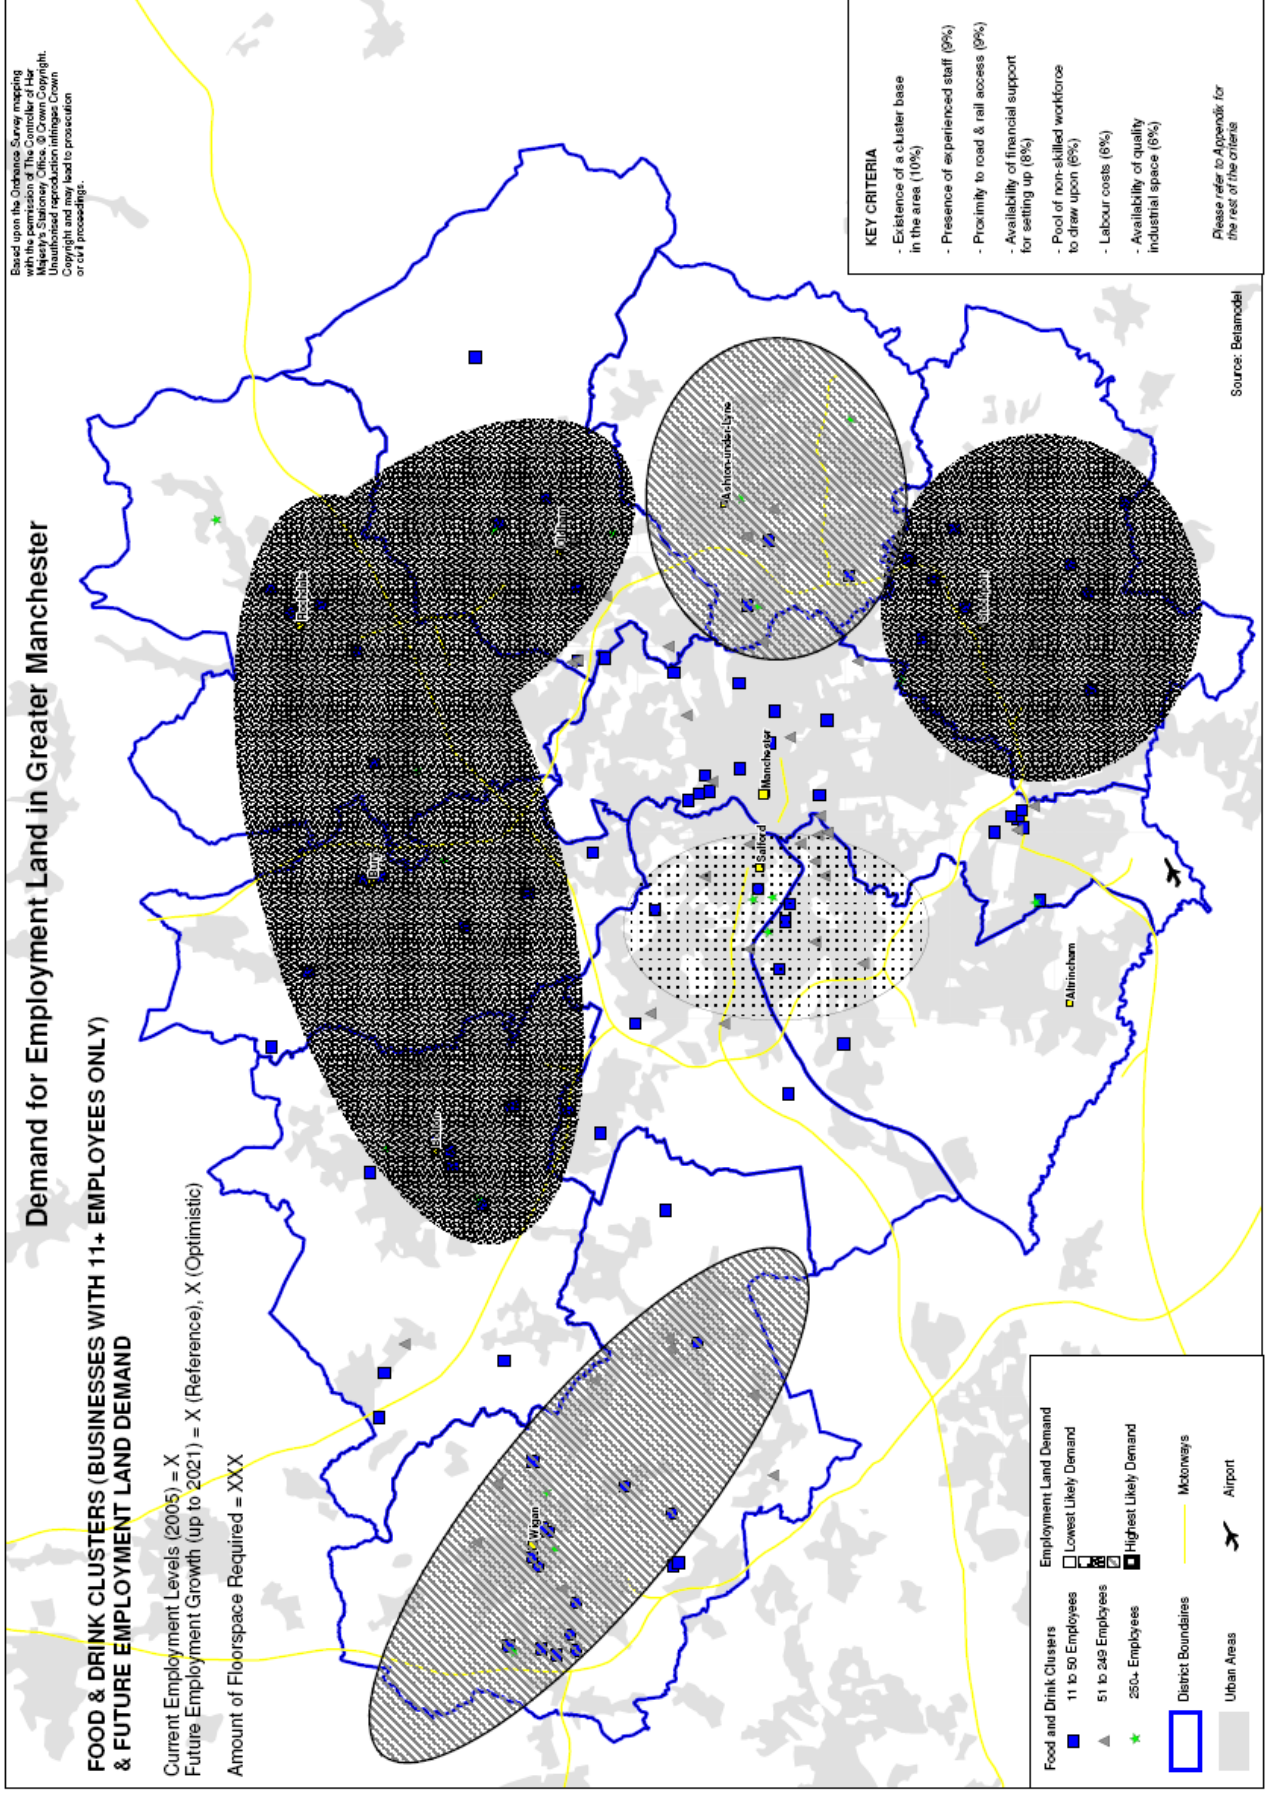 Demand for Employment Land in Greater Manchester
FOOD & DRINK CLUSTERS (BUSINESSES WITH 11+ EMPLOYEES ONLY)
& FUTURE EMPLOYMENT LAND DEMAND
Current Employment Levels (2005) = X
Future Employment Growth (up to 2021) = X (Reference), X (Optimistic)
Amount of Floorspace Required = XXX
Based upon the Ordnance Survey mapping
with the permission of The Controller of Her
Majesty's Stationery Office. © Crown Copyright.
Unauthorised reproduction infringes Crown
Copyright and may lead to prosecution
or civil proceedings.
Rochdale
Bury
Bolton
Oldham
Wigan
Ashton-under-Lyne
Manchester
Salford
Stockport
Altrincham
Food and Drink Clusters
11 to 50 Employees
51 to 249 Employees
250+ Employees
District Boundaires
Urban Areas
Employment Land Demand
Lowest Likely Demand
Highest Likely Demand
Motorways
Airport
Source: Betamodel
KEY CRITERIA
- Existence of a cluster base
in the area (10%)
- Presence of experienced staff (9%)
- Proximity to road & rail access (9%)
- Availability of financial support
for setting up (8%)
- Pool of non-skilled workforce
to draw upon (6%)
- Labour costs (6%)
- Availability of quality
industrial space (6%)
Please refer to Appendix for
the rest of the criteria